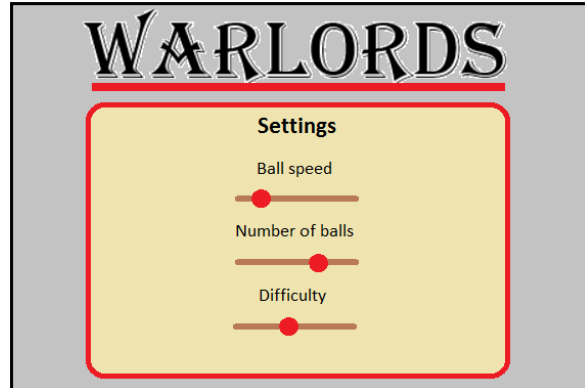 WARLORDS
Settings
Ball speed
Number of balls
Difficulty